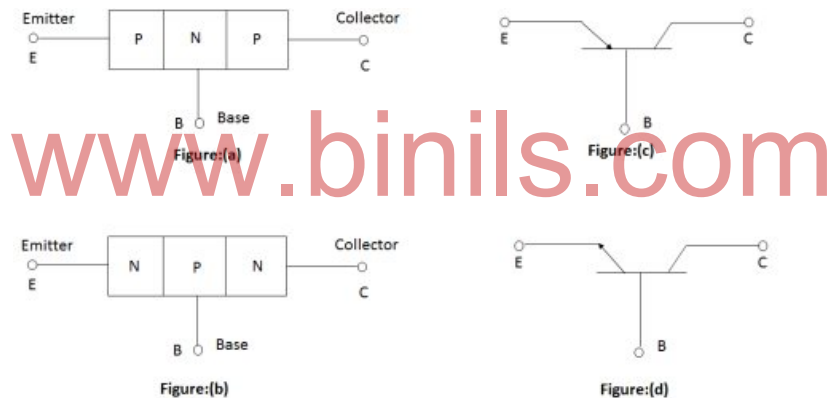 Emitter
Collector
P N P
E
C
E
C
B Base
B
Figure:(a)
Figure:(c)
www.binils.com
Emitter
Collector
N P N
E
C
E
C
B Base
B
Figure:(b)
Figure:(d)